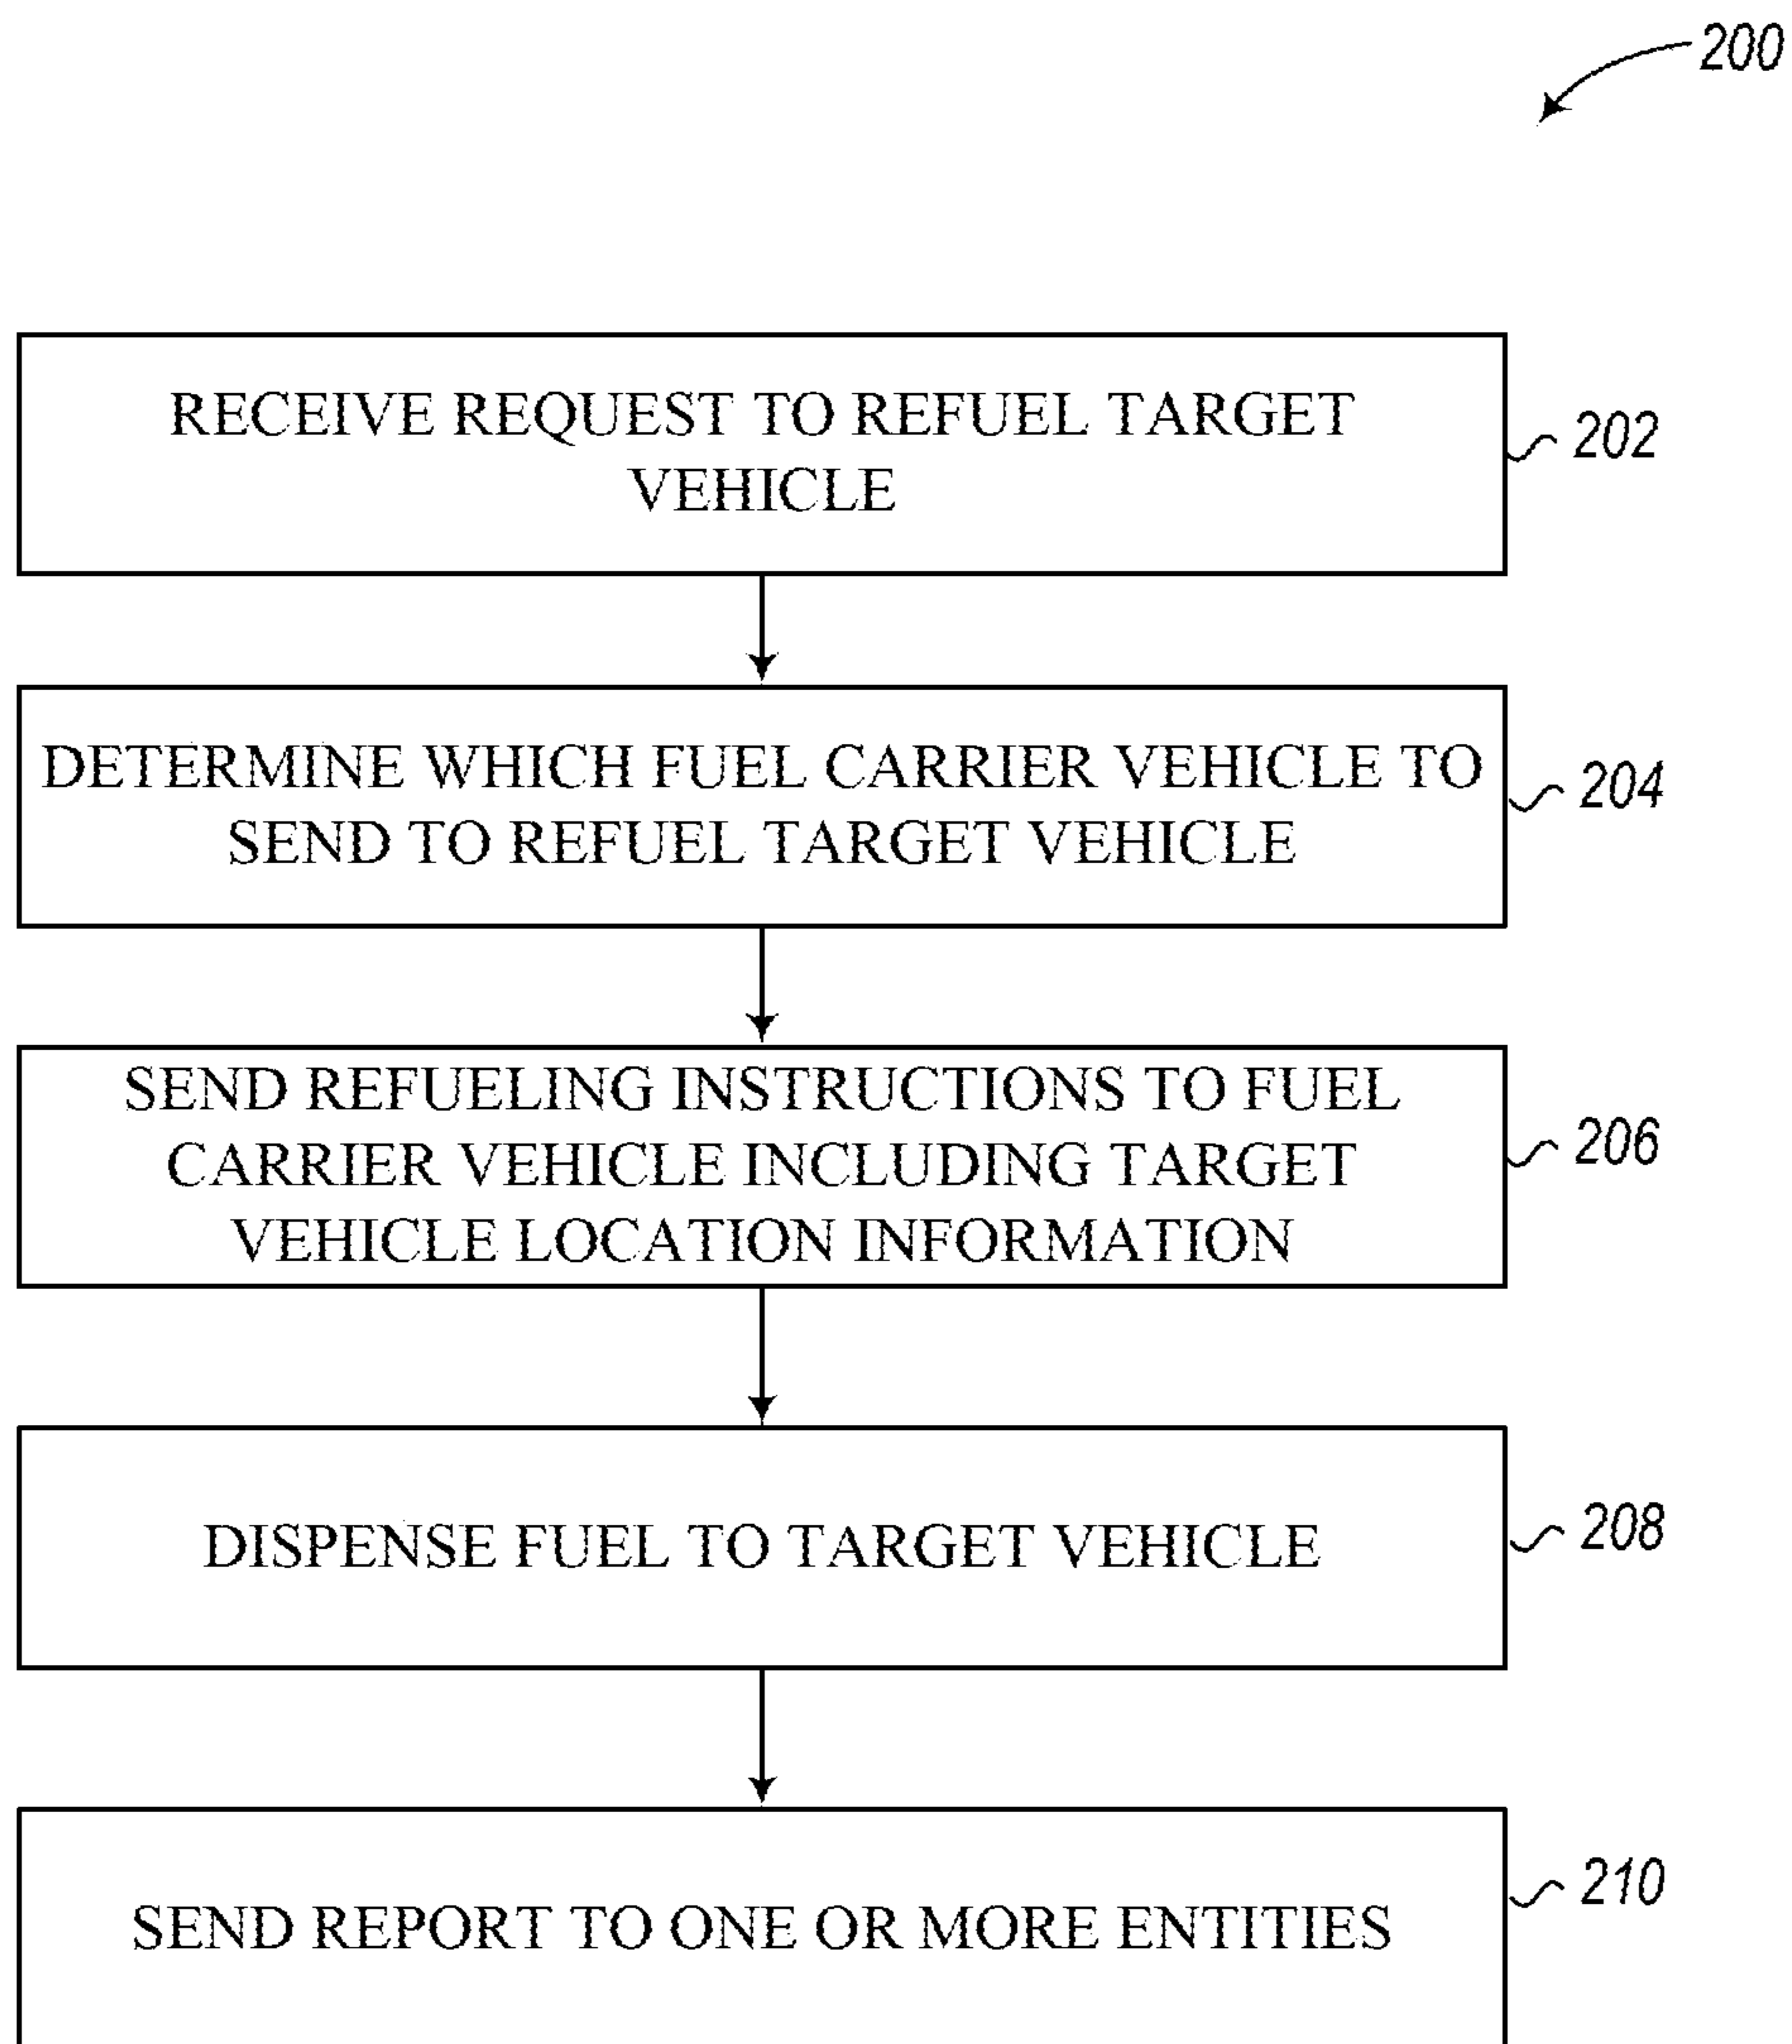 200
RECEIVE REQUEST TO REFUEL TARGET
VEHICLE
202
DETERMINE WHICH FUEL CARRIER VEHICLE TO
SEND TO REFUEL TARGET VEHICLE
204
SEND REFUELING INSTRUCTIONS TO FUEL
CARRIER VEHICLE INCLUDING TARGET
VEHICLE LOCATION INFORMATION
206
DISPENSE FUEL TO TARGET VEHICLE
208
SEND REPORT TO ONE OR MORE ENTITIES
210